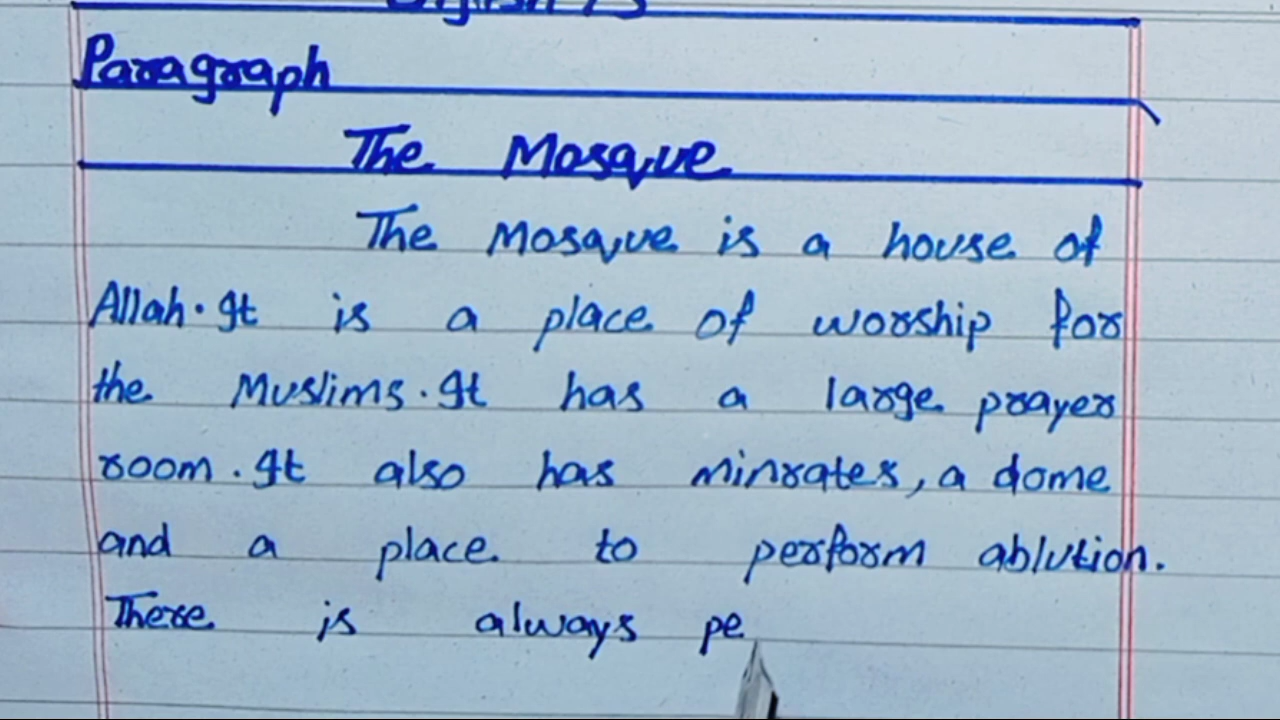 Paragraph
The Mosque
The Mosque is a house of
Allah. It is a place of worship for
the Muslims. It has a large prayer
room. It also has minrates, a dome
and a place to perform ablution.
There is always pe